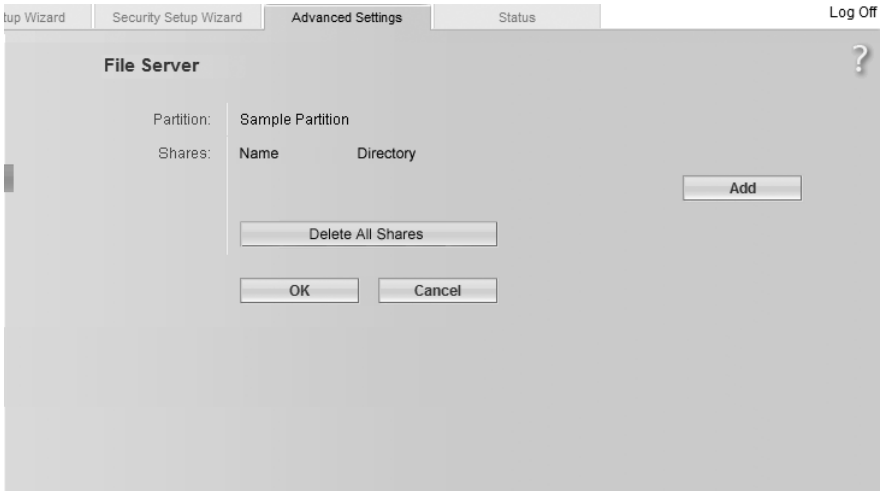 tup Wizard Security Setup Wizard Advanced Settings Status Log Off
File Server ?
Partition: Sample Partition
Shares: Name Directory
Add
Delete All Shares
OK Cancel